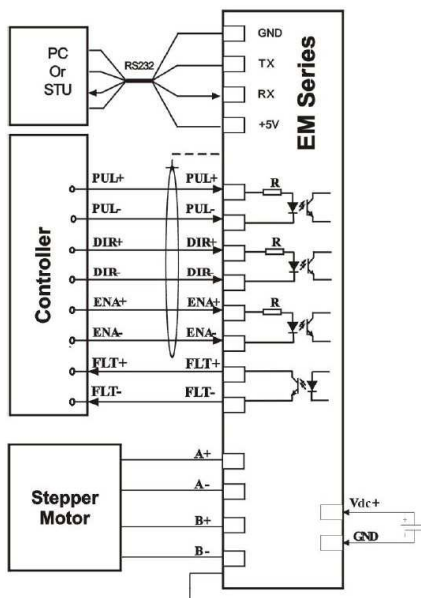 PC
Or
STU
RS232
GND
TX
RX
+5V
EM Series
Controller
PUL+ PUL+ R
PUL- PUL-
DIR+ DIR+ R
DIR- DIR-
ENA+ ENA+ R
ENA- ENA-
FLT+ FLT+
FLT- FLT-
Stepper
Motor
A+
A-
B+
B-
Vdc+
GND